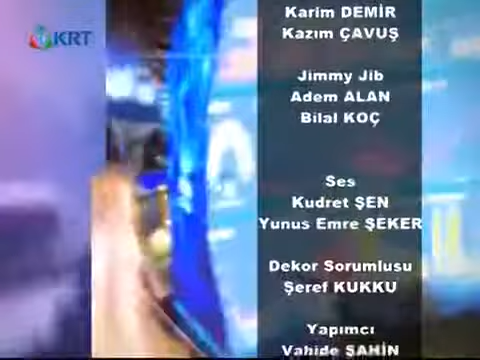 KRT
Karim DEMİR
Kazım ÇAVUŞ
Jimmy Jib
Adem ALAN
Bilal KOÇ
Ses
Kudret ŞEN
Yunus Emre ŞEKER
Dekor Sorumlusu
Şeref KUKKU
Yapımcı
Vahide ŞAHİN